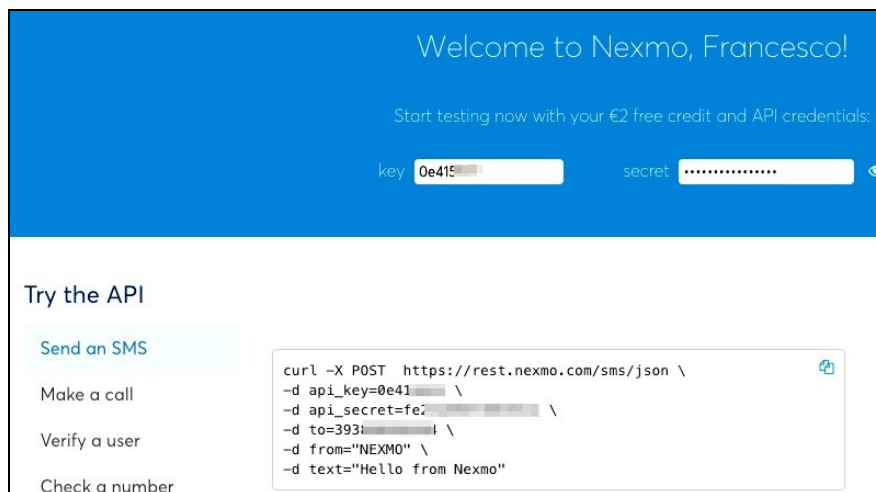 Welcome to Nexmo, Francesco!
Start testing now with your €2 free credit and API credentials:
key 0e415 secret ••••••••••••••••
Try the API
Send an SMS
Make a call
Verify a user
Check a number
curl -X POST https://rest.nexmo.com/sms/json \
-d api_key=0e41 \
-d api_secret=fe2 \
-d to=393 \
-d from="NEXMO" \
-d text="Hello from Nexmo"